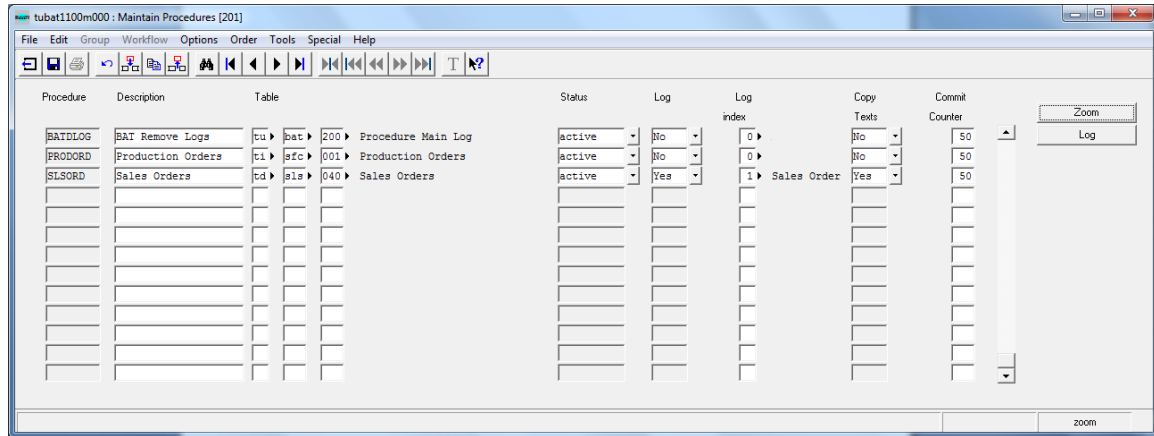 tubat1100m000 : Maintain Procedures [201]
File Edit Group Workflow Options Order Tools Special Help
T
Procedure Description Table Status Log Log index Copy Texts Commit Counter
Zoom
Log
BATDLOG BAT Remove Logs tu bat 200 Procedure Main Log active No 0 No 50
PRODORD Production Orders ti sfc 001 Production Orders active No 0 No 50
SLSORD Sales Orders td sls 040 Sales Orders active Yes 1 Sales Order Yes 50
zoom